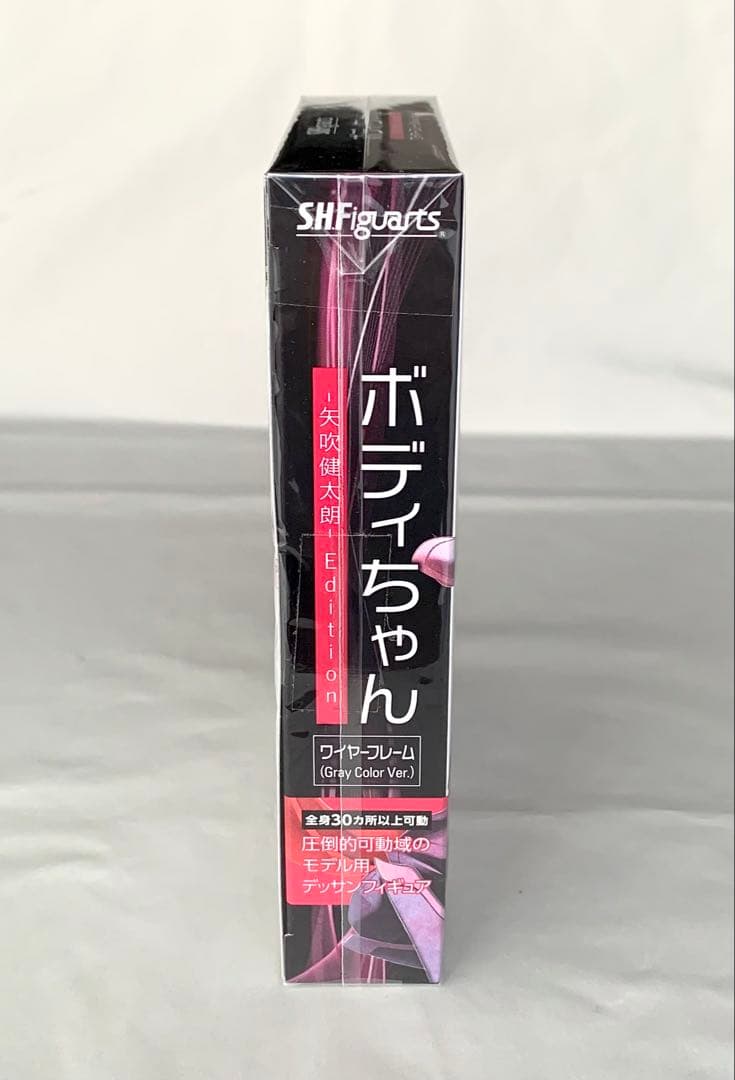 S.H.Figuarts
ボディちゃん
-矢吹健太朗- Edition
ワイヤーフレーム
(Gray Color Ver.)
全身30カ所以上可動
圧倒的可動域の
モデル用
デッサンフィギュア